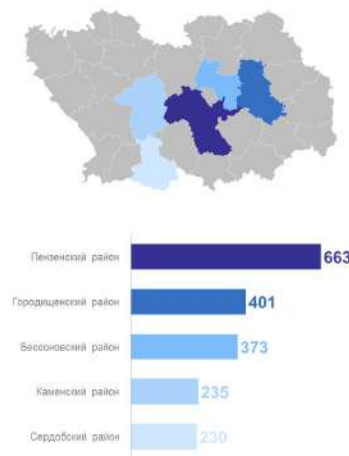 Пензенский район 663
Городищенский район 401
Бессоновский район 373
Каменский район 235
Сердобский район 230